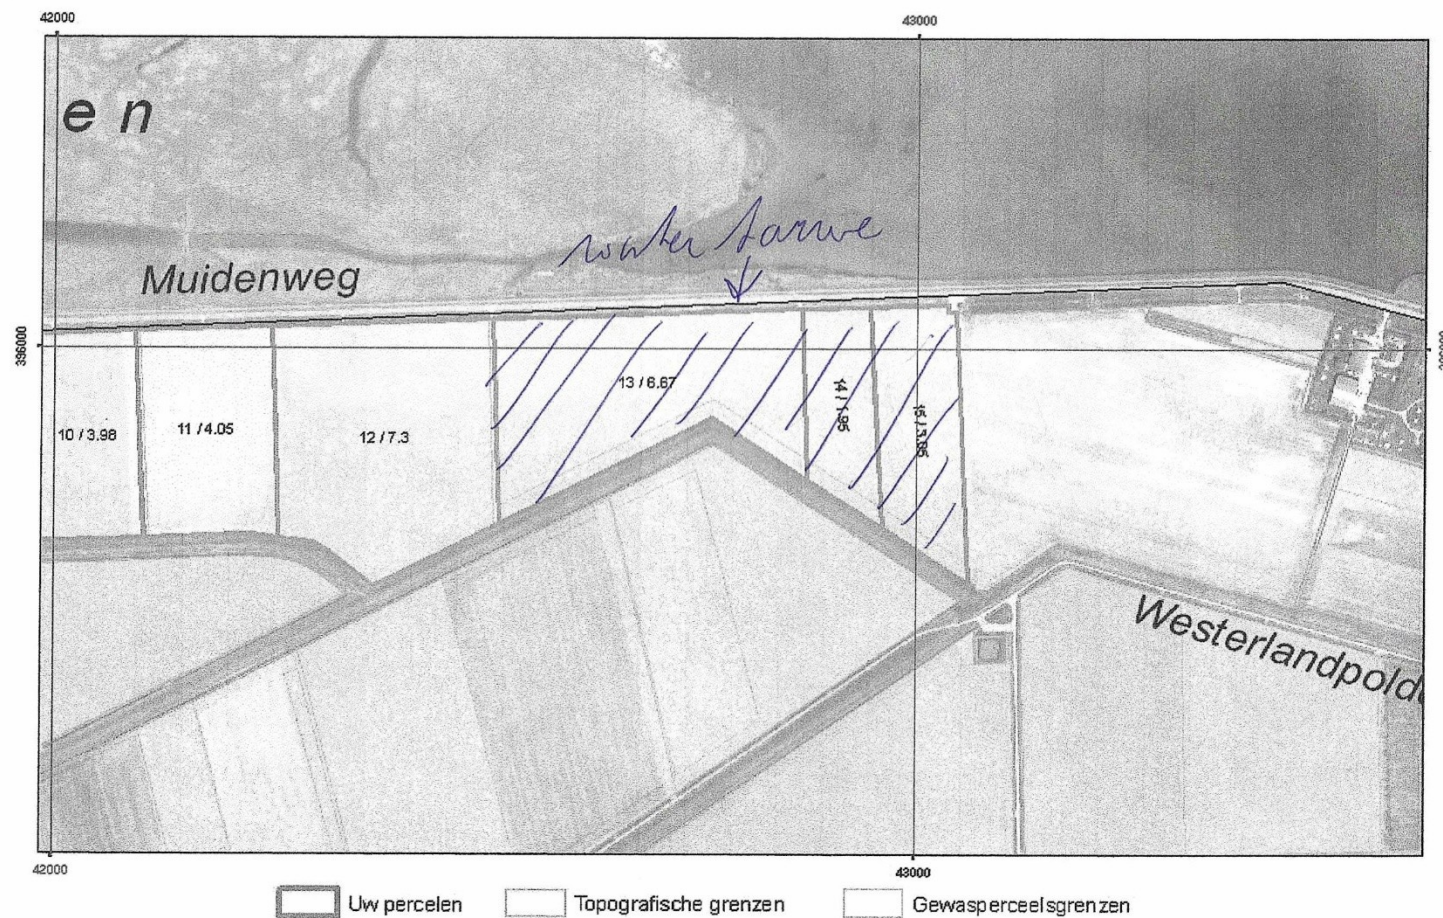 42000
43000
e n
winter tarwe
Muidenweg
396000
13 / 6.67
14 / 1.95
15 / 3.05
10 / 3.98
11 / 4.05
12 / 7.3
Westerlandpold
42000
43000
Uw percelen
Topografische grenzen
Gewasperceelsgrenzen